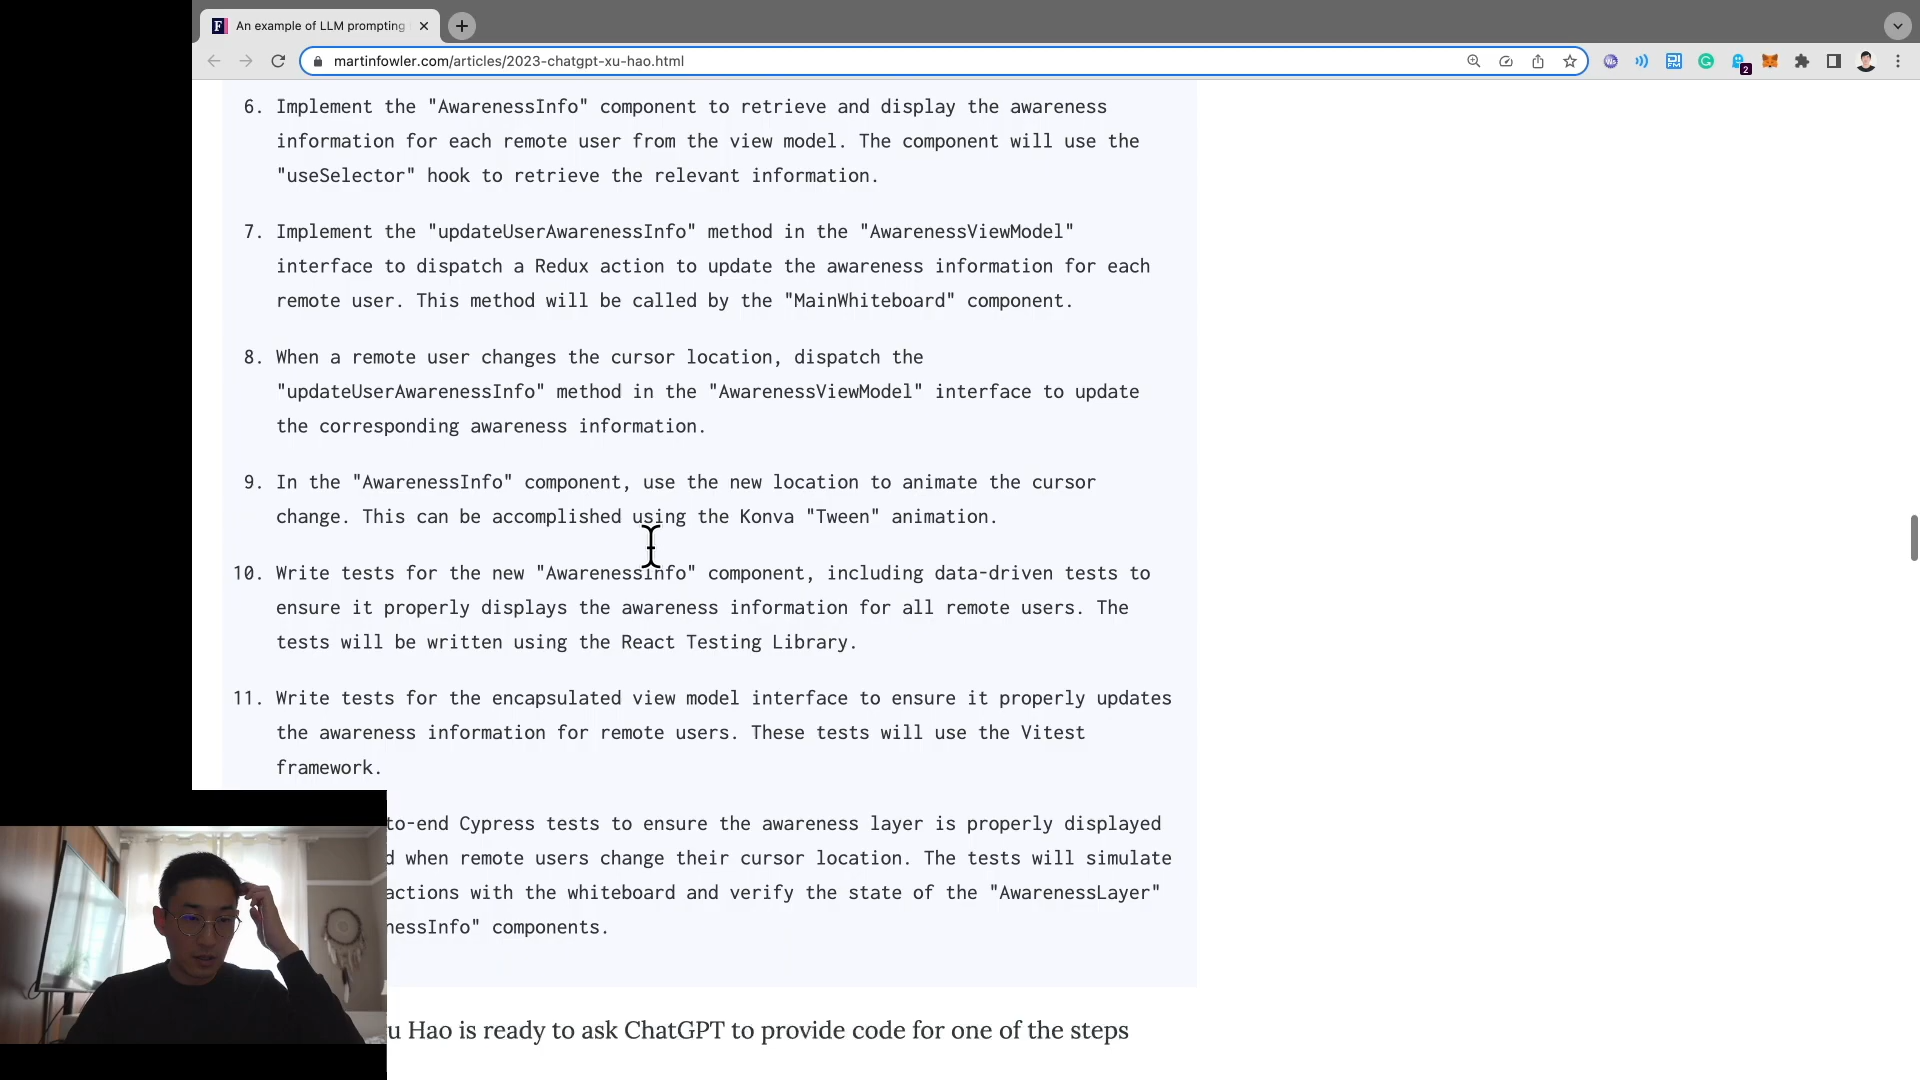 An example of LLM prompting
martinfowler.com/articles/2023-chatgpt-xu-hao.html
2
6. Implement the "AwarenessInfo" component to retrieve and display the awareness
information for each remote user from the view model. The component will use the
"useSelector" hook to retrieve the relevant information.
7. Implement the "updateUserAwarenessInfo" method in the "AwarenessViewModel"
interface to dispatch a Redux action to update the awareness information for each
remote user. This method will be called by the "MainWhiteboard" component.
8. When a remote user changes the cursor location, dispatch the
"updateUserAwarenessInfo" method in the "AwarenessViewModel" interface to update
the corresponding awareness information.
9. In the "AwarenessInfo" component, use the new location to animate the cursor
change. This can be accomplished using the Konva "Tween" animation.
10. Write tests for the new "AwarenessInfo" component, including data-driven tests to
ensure it properly displays the awareness information for all remote users. The
tests will be written using the React Testing Library.
11. Write tests for the encapsulated view model interface to ensure it properly updates
the awareness information for remote users. These tests will use the Vitest
framework.
to-end Cypress tests to ensure the awareness layer is properly displayed
d when remote users change their cursor location. The tests will simulate
actions with the whiteboard and verify the state of the "AwarenessLayer"
nessInfo" components.
u Hao is ready to ask ChatGPT to provide code for one of the steps